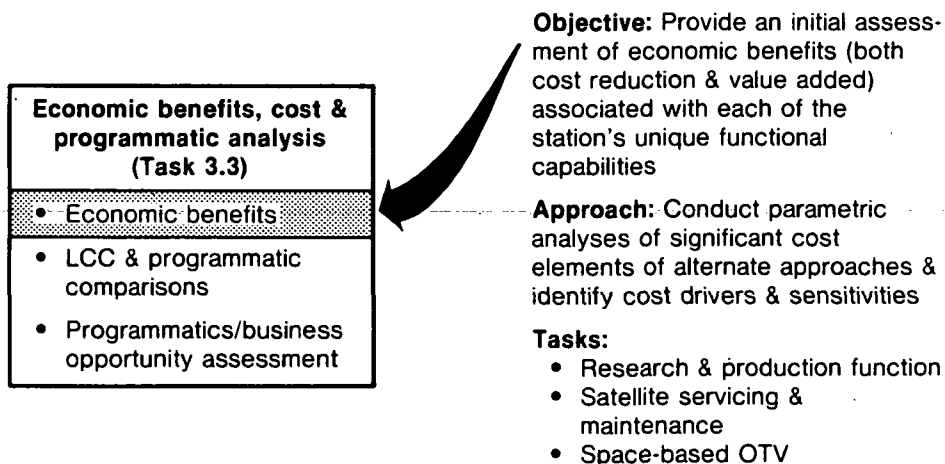 Economic benefits, cost &
programmatic analysis
(Task 3.3)
• Economic benefits
• LCC & programmatic
comparisons
• Programmatics/business
opportunity assessment
Objective: Provide an initial assess-
ment of economic benefits (both
cost reduction & value added)
associated with each of the
station's unique functional
capabilities
Approach: Conduct parametric
analyses of significant cost
elements of alternate approaches &
identify cost drivers & sensitivities
Tasks:
• Research & production function
• Satellite servicing &
maintenance
• Space-based OTV